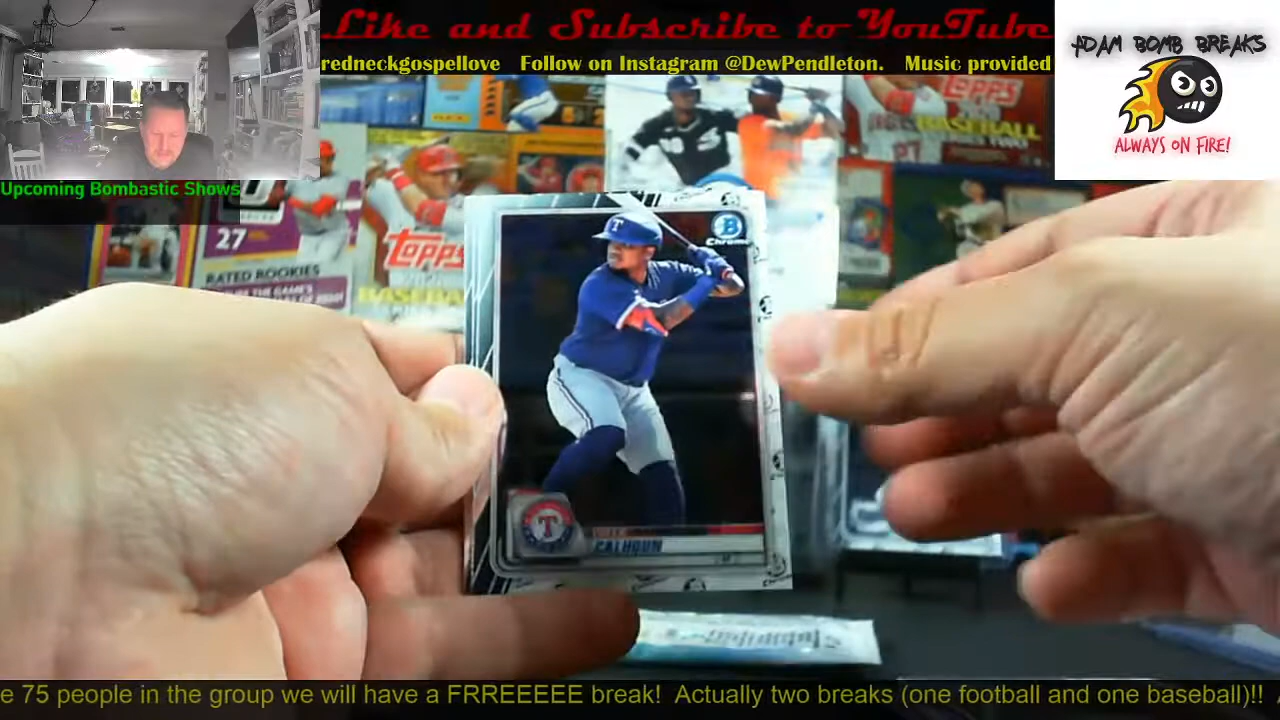 Like and Subscribe to YouTube
redneckgospellove Follow on Instagram @DewPendleton. Music provided
ADAM BOMB BREAKS
ALWAYS ON FIRE!
Upcoming Bombastic Shows
27
RATED ROOKIES
Topps
BASEBALL
Topps
BASEBALL
T
B
Chrome
T
CALHOUN
e 75 people in the group we will have a FRREEEEE break! Actually two breaks (one football and one baseball)!!